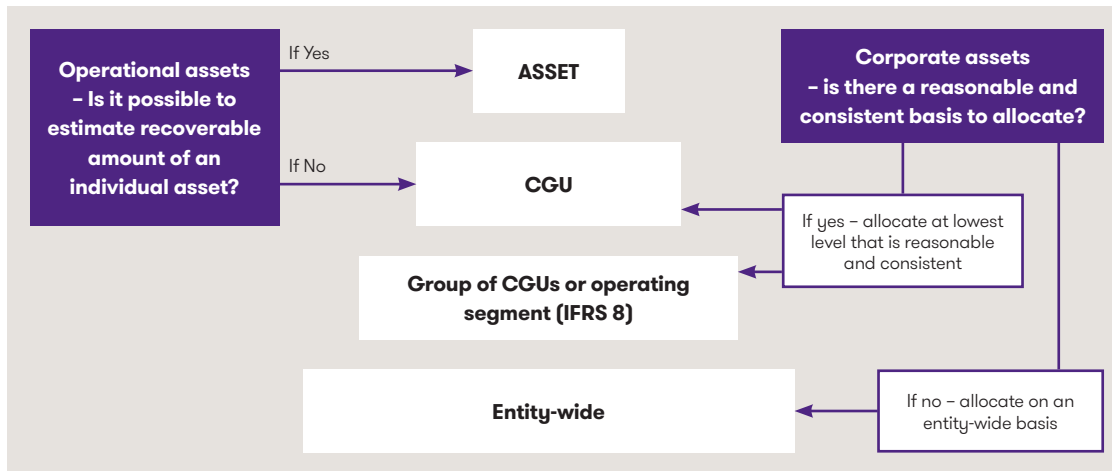 Operational assets
– Is it possible to
estimate recoverable
amount of an
individual asset?
If Yes
ASSET
If No
CGU
Corporate assets
– is there a reasonable and
consistent basis to allocate?
If yes – allocate at lowest
level that is reasonable
and consistent
Group of CGUs or operating
segment (IFRS 8)
If no – allocate on an
entity-wide basis
Entity-wide